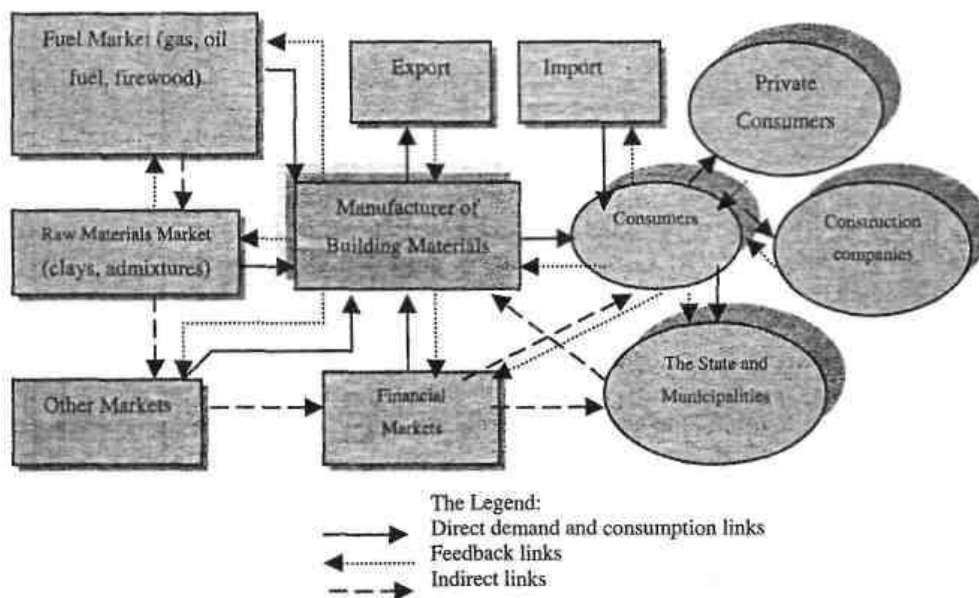 Fuel Market (gas, oil
fuel, firewood)
Export
Import
Private
Consumers
Manufacturer of
Building Materials
Consumers
Raw Materials Market
(clays, admixtures)
Construction
companies
Other Markets
Financial
Markets
The State and
Municipalities
The Legend:
Direct demand and consumption links
Feedback links
Indirect links